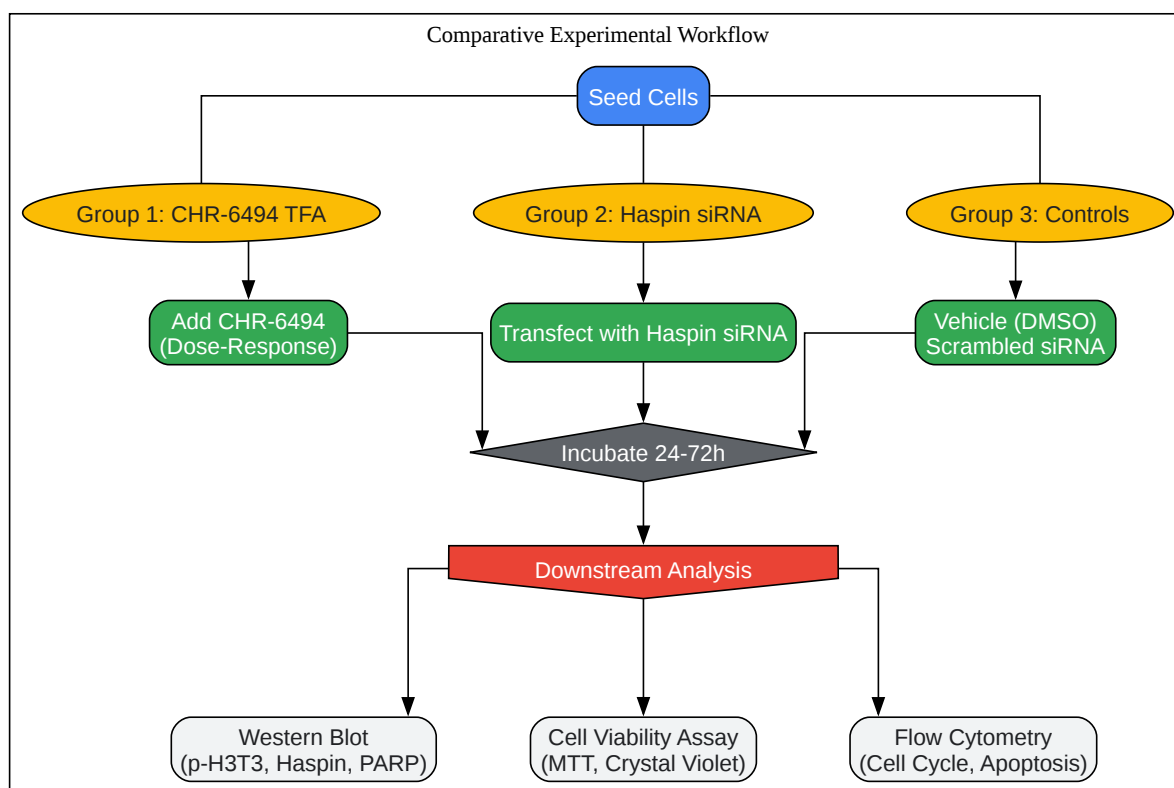 Comparative Experimental Workflow
Seed Cells
Group 1: CHR-6494 TFA
Group 2: Haspin siRNA
Group 3: Controls
Add CHR-6494
(Dose-Response)
Transfect with Haspin siRNA
Vehicle (DMSO)
Scrambled siRNA
Incubate 24-72h
Downstream Analysis
Western Blot
(p-H3T3, Haspin, PARP)
Cell Viability Assay
(MTT, Crystal Violet)
Flow Cytometry
(Cell Cycle, Apoptosis)